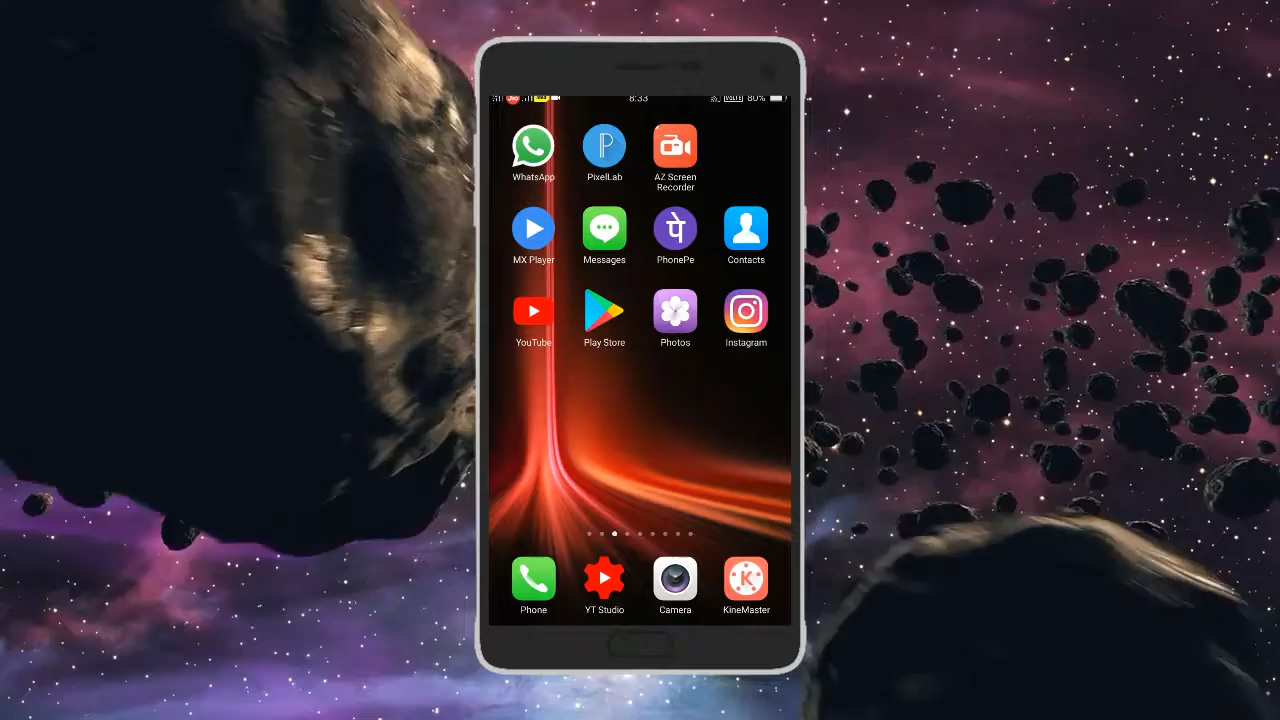 8:33 VOLTE 80%
WhatsApp PixelLab AZ Screen
Recorder
पे
MX Player Messages PhonePe Contacts
YouTube Play Store Photos Instagram
K
Phone YT Studio Camera KineMaster